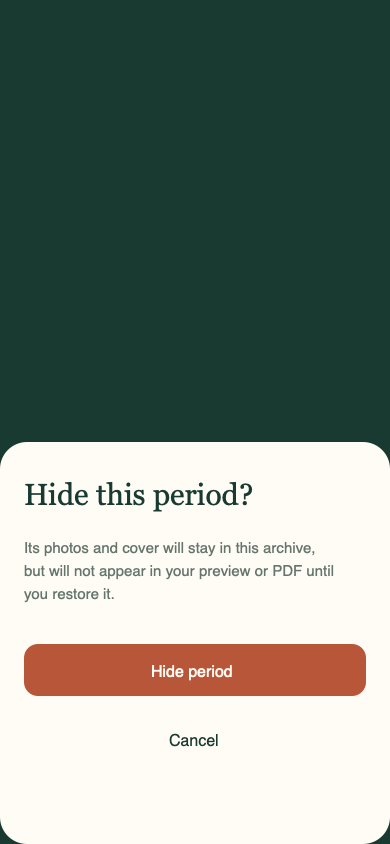 Hide this period?
Its photos and cover will stay in this archive,
but will not appear in your preview or PDF until
you restore it.
Hide period
Cancel